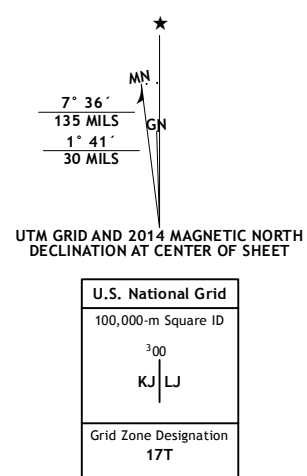 ★
MN
7° 36´
135 MILS
GN
1° 41´
30 MILS
UTM GRID AND 2014 MAGNETIC NORTH
DECLINATION AT CENTER OF SHEET
U.S. National Grid
100,000-m Square ID
³00
KJ LJ
Grid Zone Designation
17T